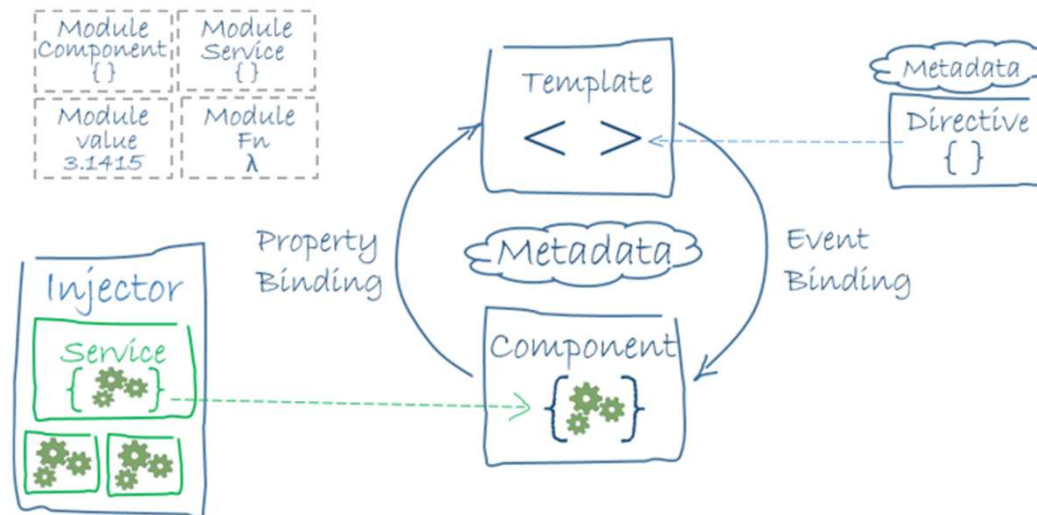 Module
Component
{ }
Module
Service
{ }
Module
value
3.1415
Module
Fn
λ
Template
< >
Metadata
Directive
{ }
Property
Binding
Metadata
Event
Binding
Injector
Service
{ }
Component
{ }